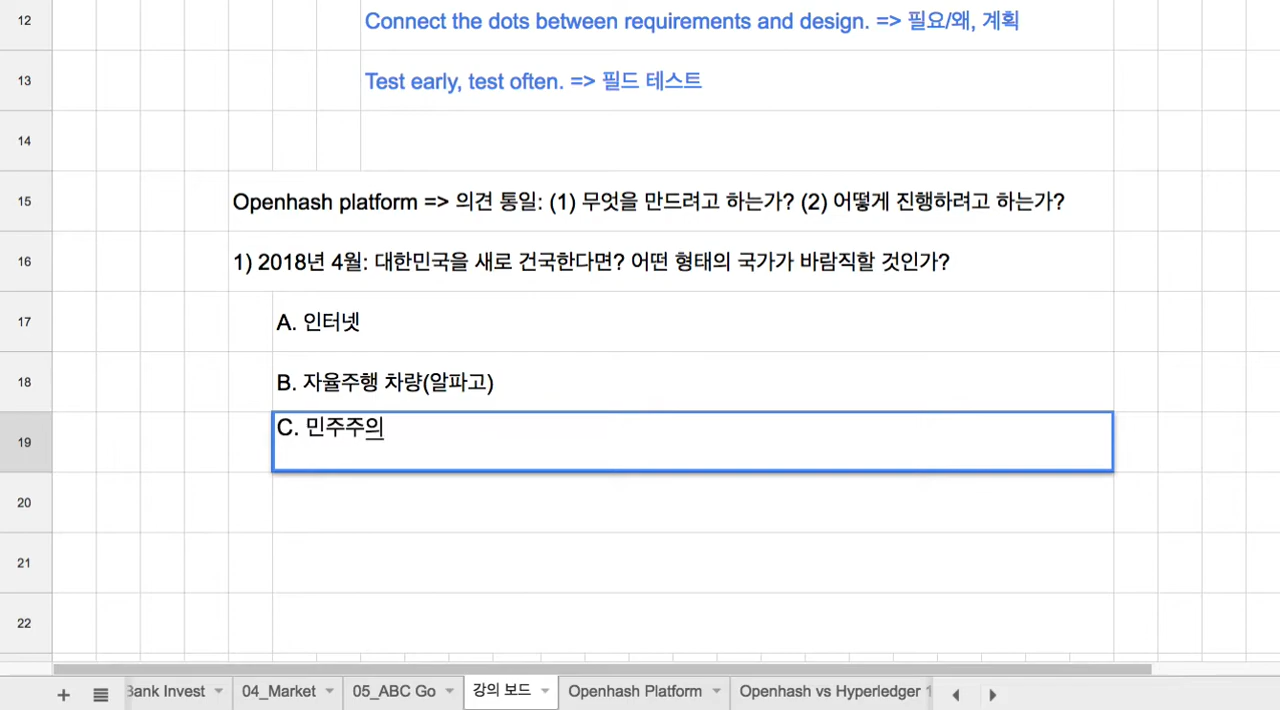 12
Connect the dots between requirements and design. => 필요/왜, 계획
13
Test early, test often. => 필드 테스트
14
15
Openhash platform => 의견 통일: (1) 무엇을 만드려고 하는가? (2) 어떻게 진행하려고 하는가?
16
1) 2018년 4월: 대한민국을 새로 건국한다면? 어떤 형태의 국가가 바람직할 것인가?
17
A. 인터넷
18
B. 자율주행 차량(알파고)
19
C. 민주주의
20
21
22
Bank Invest 04_Market 05_ABC Go 강의 보드 Openhash Platform Openhash vs Hyperledger